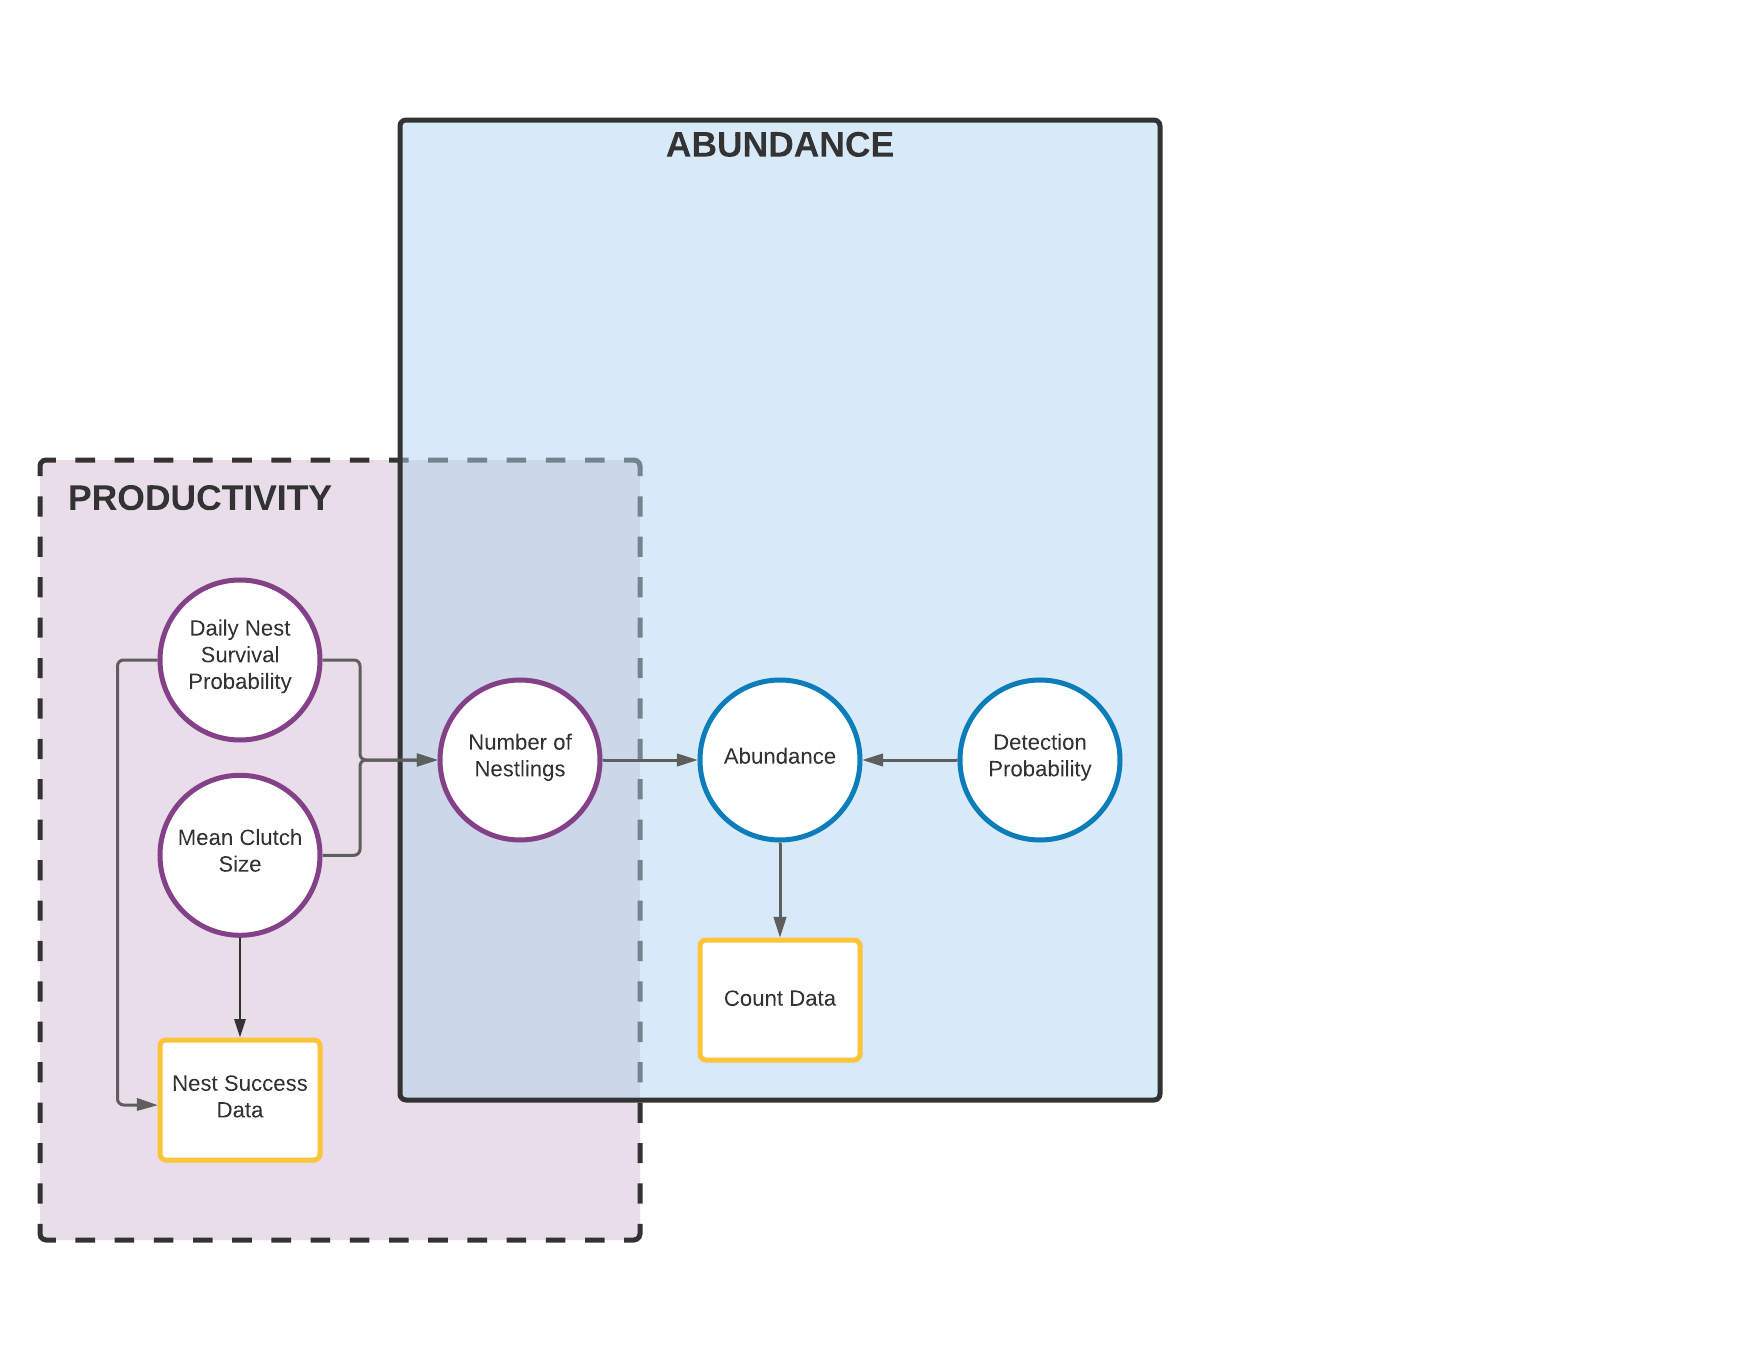 ABUNDANCE
PRODUCTIVITY
Daily Nest
Survival
Probability
Mean Clutch
Size
Nest Success
Data
Number of
Nestlings
Abundance
Detection
Probability
Count Data